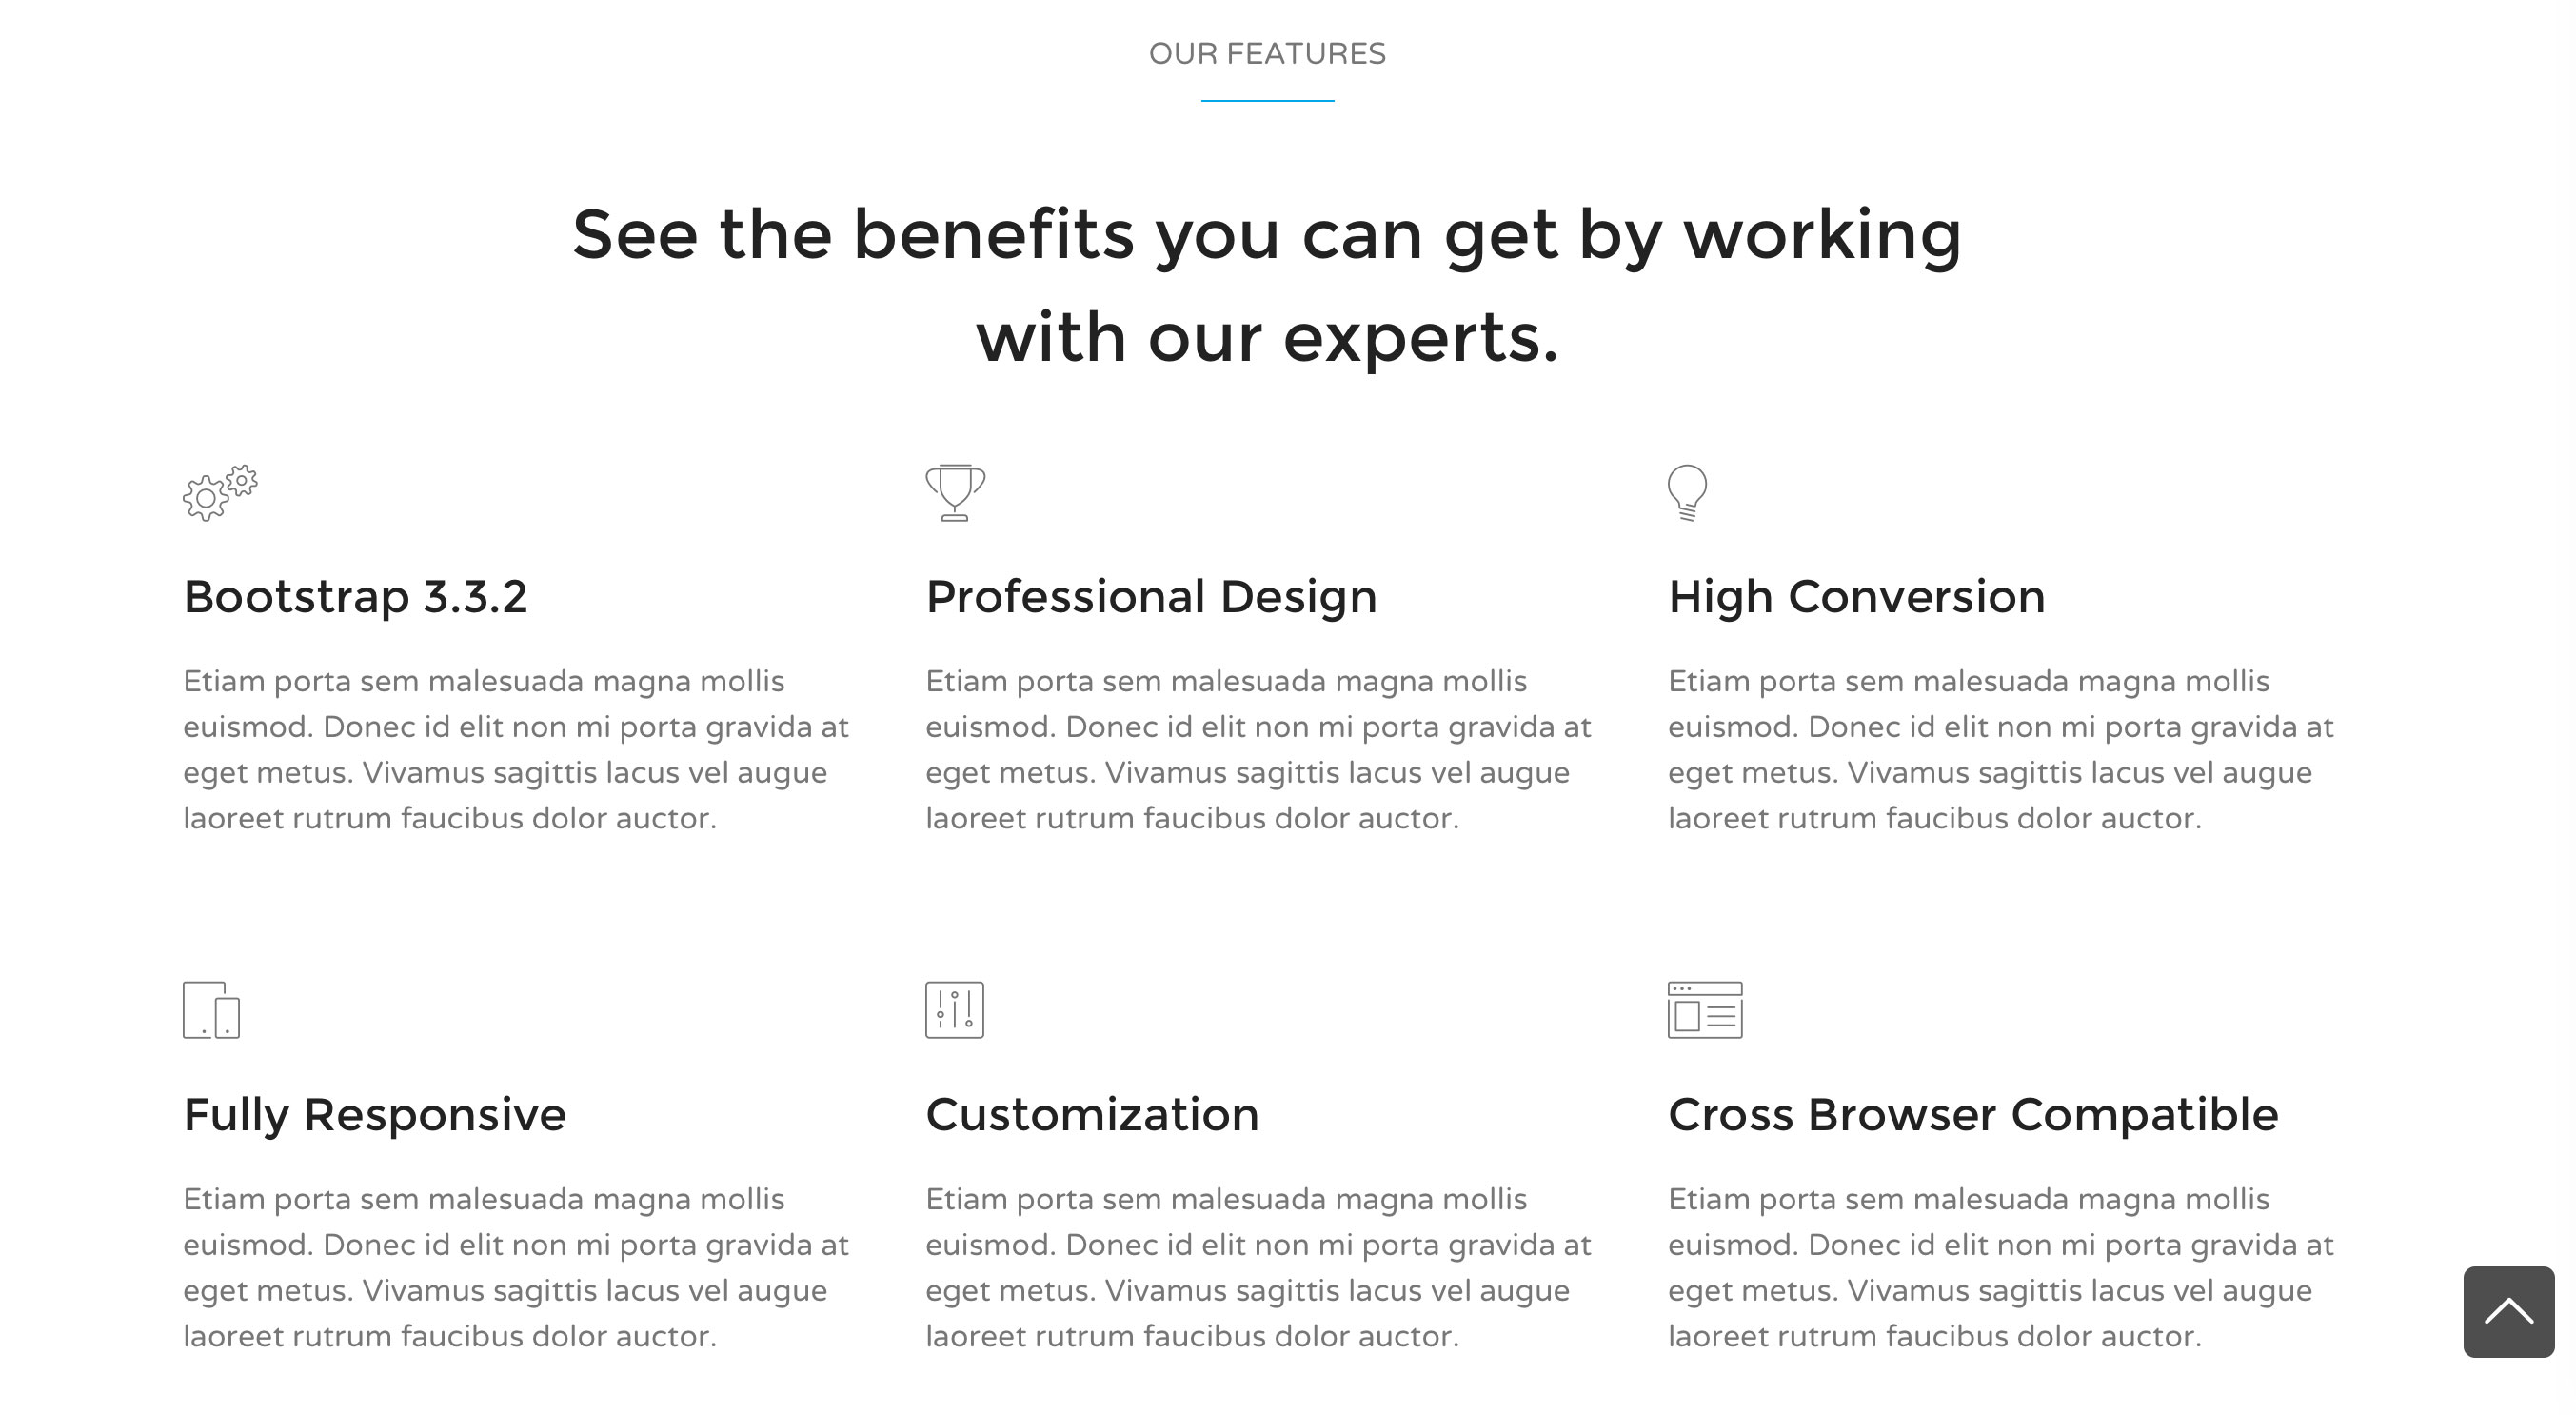 OUR FEATURES
See the benefits you can get by working
with our experts.
Bootstrap 3.3.2
Etiam porta sem malesuada magna mollis
euismod. Donec id elit non mi porta gravida at
eget metus. Vivamus sagittis lacus vel augue
laoreet rutrum faucibus dolor auctor.
Professional Design
Etiam porta sem malesuada magna mollis
euismod. Donec id elit non mi porta gravida at
eget metus. Vivamus sagittis lacus vel augue
laoreet rutrum faucibus dolor auctor.
High Conversion
Etiam porta sem malesuada magna mollis
euismod. Donec id elit non mi porta gravida at
eget metus. Vivamus sagittis lacus vel augue
laoreet rutrum faucibus dolor auctor.
Fully Responsive
Etiam porta sem malesuada magna mollis
euismod. Donec id elit non mi porta gravida at
eget metus. Vivamus sagittis lacus vel augue
laoreet rutrum faucibus dolor auctor.
Customization
Etiam porta sem malesuada magna mollis
euismod. Donec id elit non mi porta gravida at
eget metus. Vivamus sagittis lacus vel augue
laoreet rutrum faucibus dolor auctor.
Cross Browser Compatible
Etiam porta sem malesuada magna mollis
euismod. Donec id elit non mi porta gravida at
eget metus. Vivamus sagittis lacus vel augue
laoreet rutrum faucibus dolor auctor.